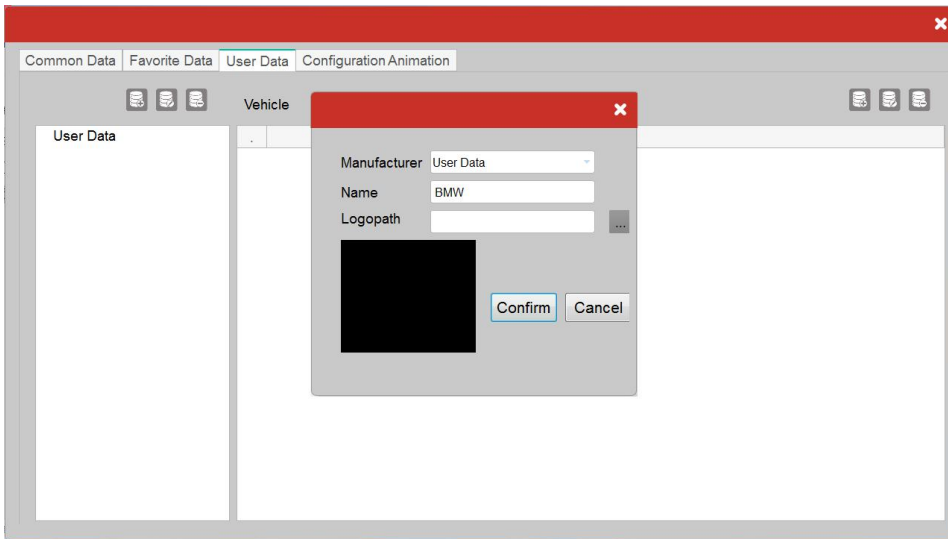 Common Data Favorite Data User Data Configuration Animation
Vehicle
User Data
.
Manufacturer User Data
Name BMW
Logopath
...
Confirm Cancel